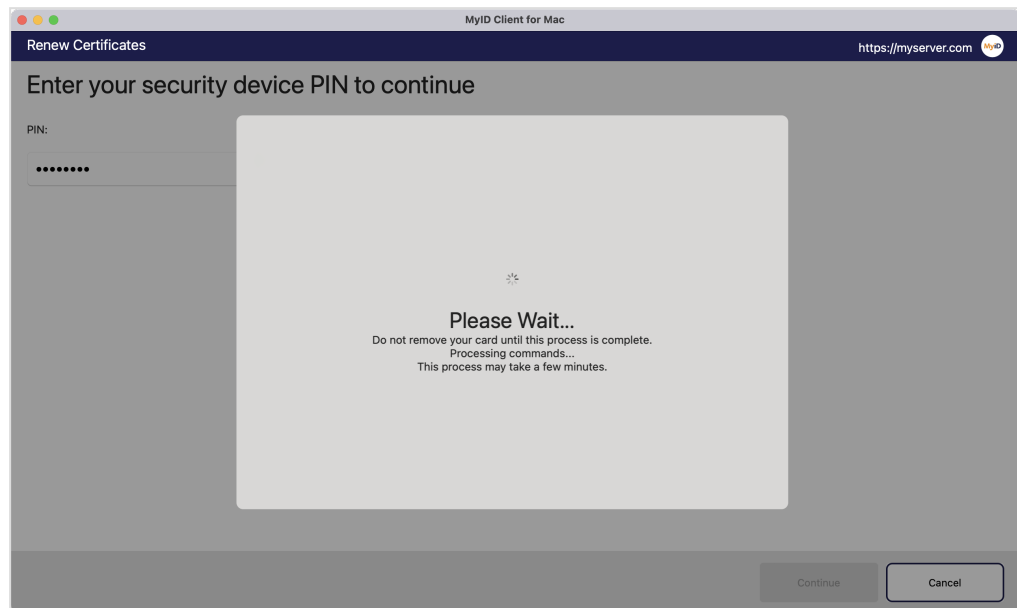 MyID Client for Mac
Renew Certificates
https://myserver.com
MyID
Enter your security device PIN to continue
PIN:
••••••••
Please Wait...
Do not remove your card until this process is complete.
Processing commands...
This process may take a few minutes.
Continue
Cancel